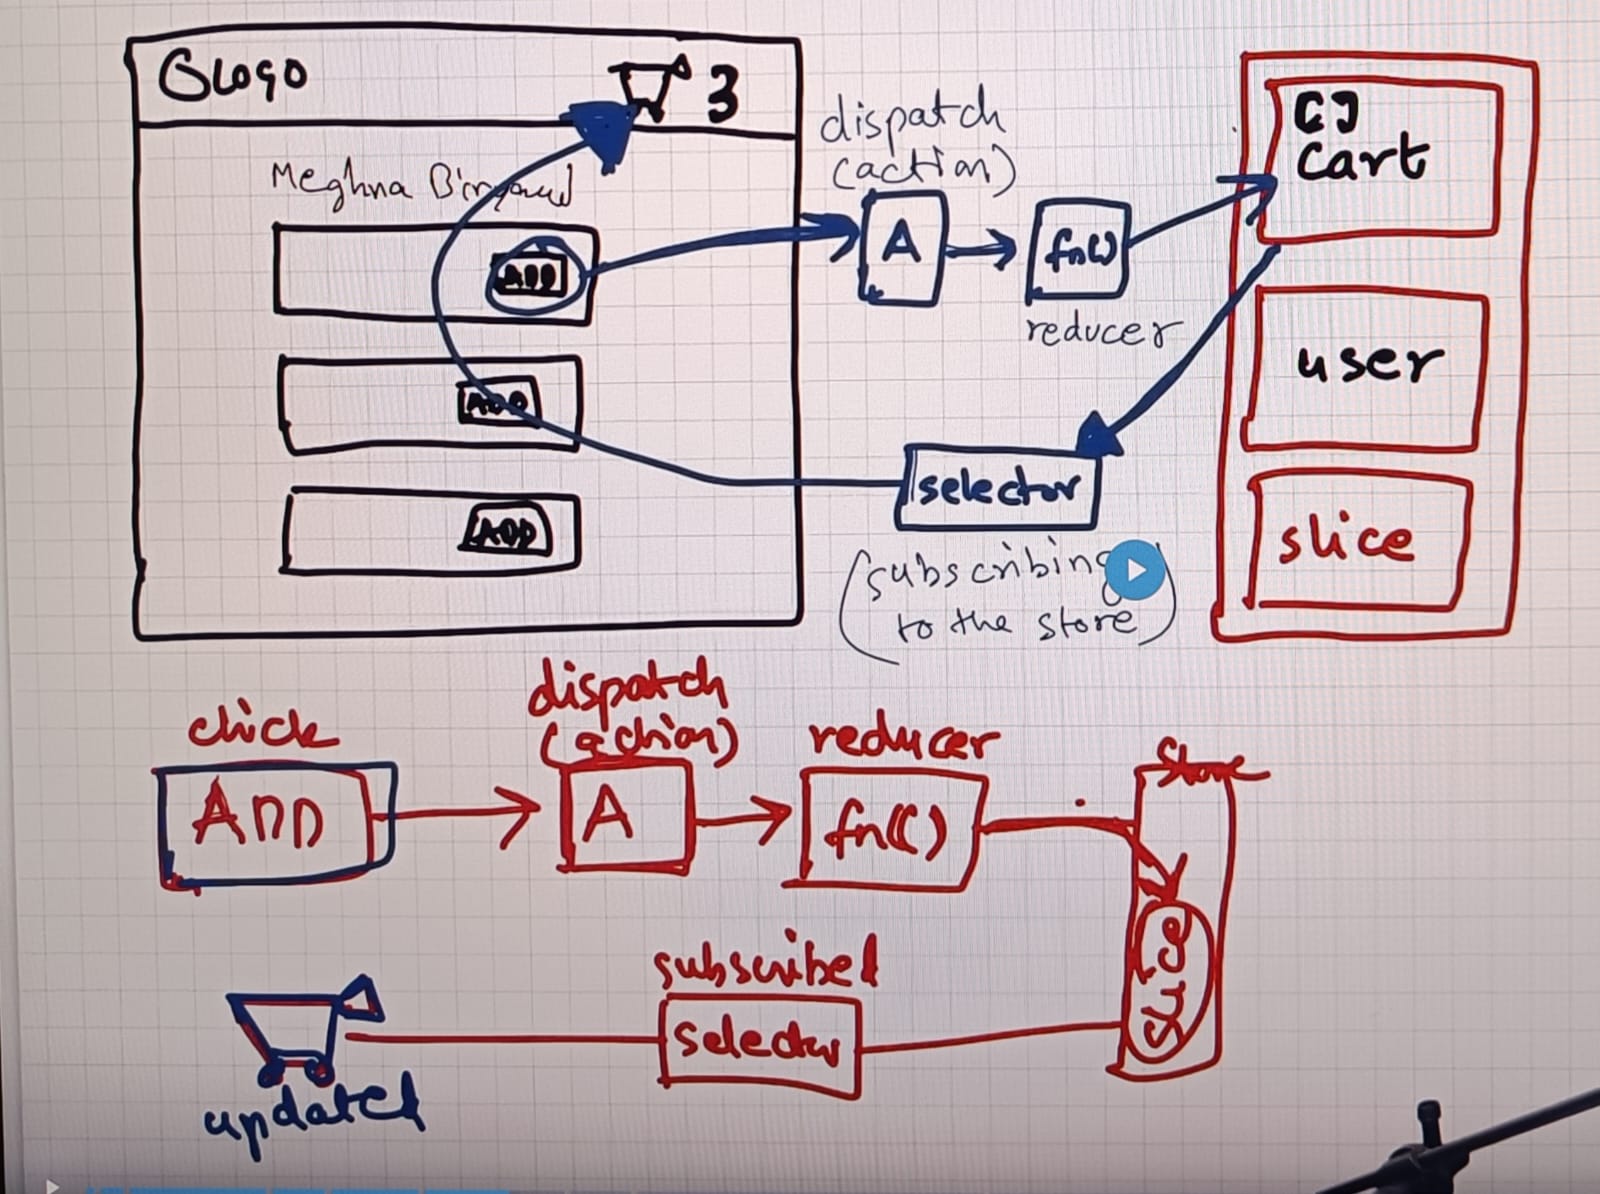 Logo
3
Meghna
ADD
ADD
ADD
dispatch
(action)
A
fn()
reducer
[]
cart
user
slice
selector
(subscribing
to the store)
click
ADD
dispatch
(action)
A
reducer
fn()
Store
slice
subscribed
selector
updated